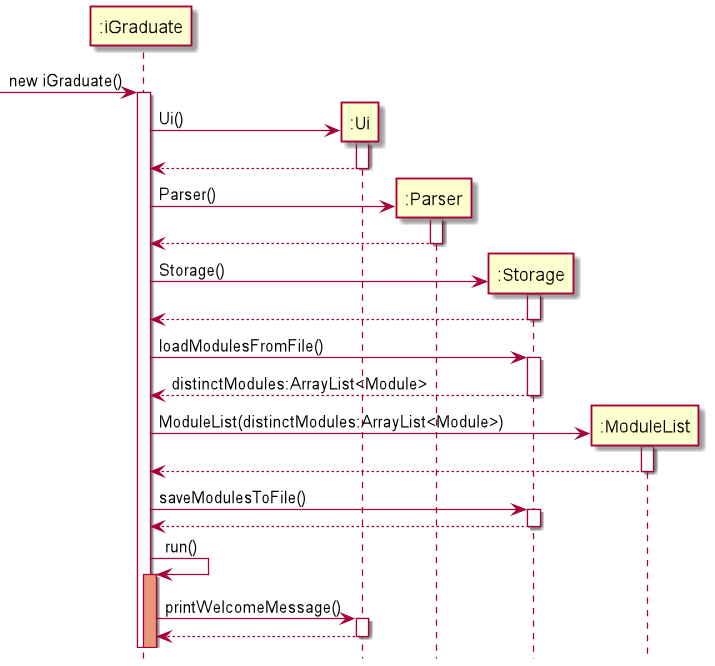 :iGraduate
new iGraduate()
Ui()
:Ui
Parser()
:Parser
Storage()
:Storage
loadModulesFromFile()
distinctModules:ArrayList<Module>
ModuleList(distinctModules:ArrayList<Module>)
:ModuleList
saveModulesToFile()
run()
printWelcomeMessage()